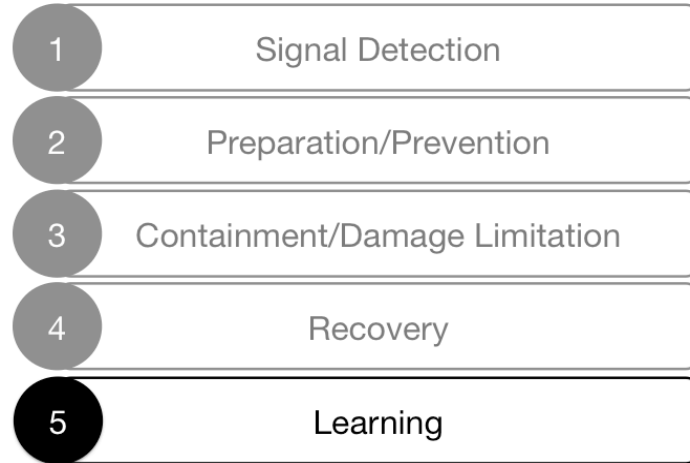 1 Signal Detection
2 Preparation/Prevention
3 Containment/Damage Limitation
4 Recovery
5 Learning